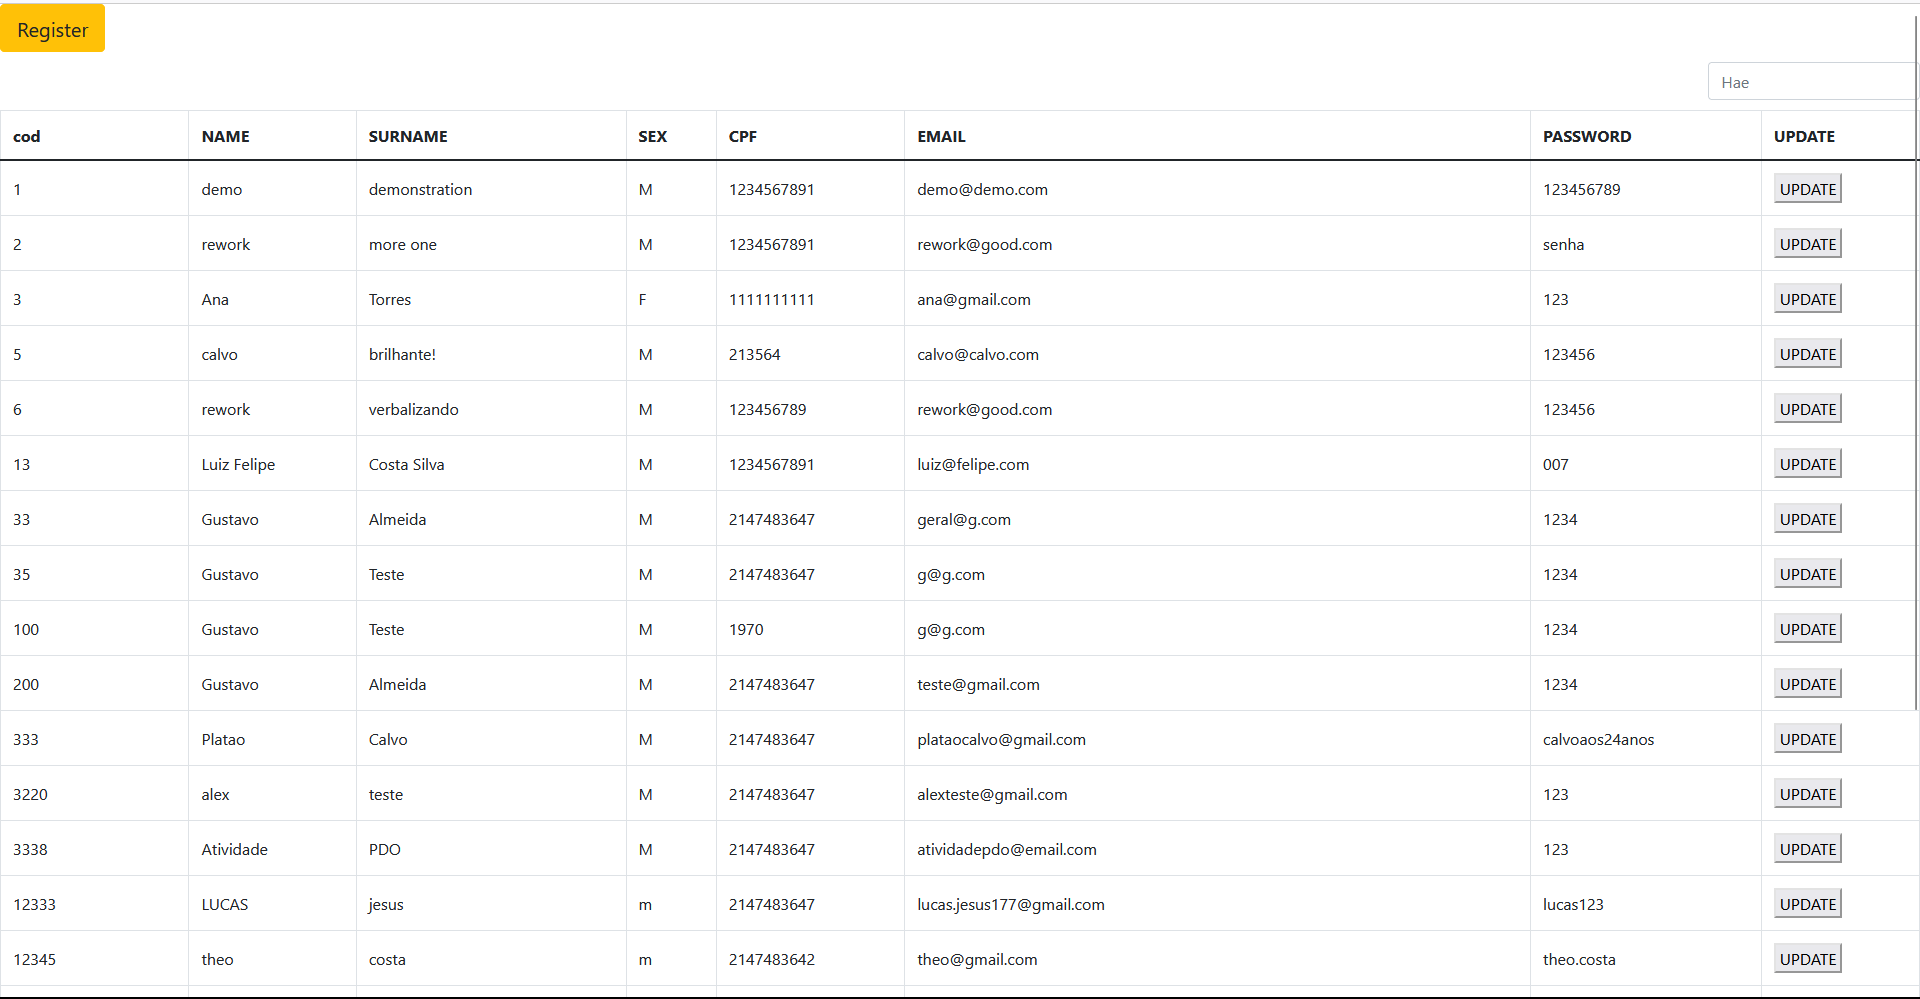 Register
Hae
cod NAME SURNAME SEX CPF EMAIL PASSWORD UPDATE
1 demo demonstration M 1234567891 demo@demo.com 123456789 UPDATE
2 rework more one M 1234567891 rework@good.com senha UPDATE
3 Ana Torres F 1111111111 ana@gmail.com 123 UPDATE
5 calvo brilhante! M 213564 calvo@calvo.com 123456 UPDATE
6 rework verbalizando M 123456789 rework@good.com 123456 UPDATE
13 Luiz Felipe Costa Silva M 1234567891 luiz@felipe.com 007 UPDATE
33 Gustavo Almeida M 2147483647 geral@g.com 1234 UPDATE
35 Gustavo Teste M 2147483647 g@g.com 1234 UPDATE
100 Gustavo Teste M 1970 g@g.com 1234 UPDATE
200 Gustavo Almeida M 2147483647 teste@gmail.com 1234 UPDATE
333 Platao Calvo M 2147483647 plataocalvo@gmail.com calvoaos24anos UPDATE
3220 alex teste M 2147483647 alexteste@gmail.com 123 UPDATE
3338 Atividade PDO M 2147483647 atividadepdo@email.com 123 UPDATE
12333 LUCAS jesus m 2147483647 lucas.jesus177@gmail.com lucas123 UPDATE
12345 theo costa m 2147483642 theo@gmail.com theo.costa UPDATE